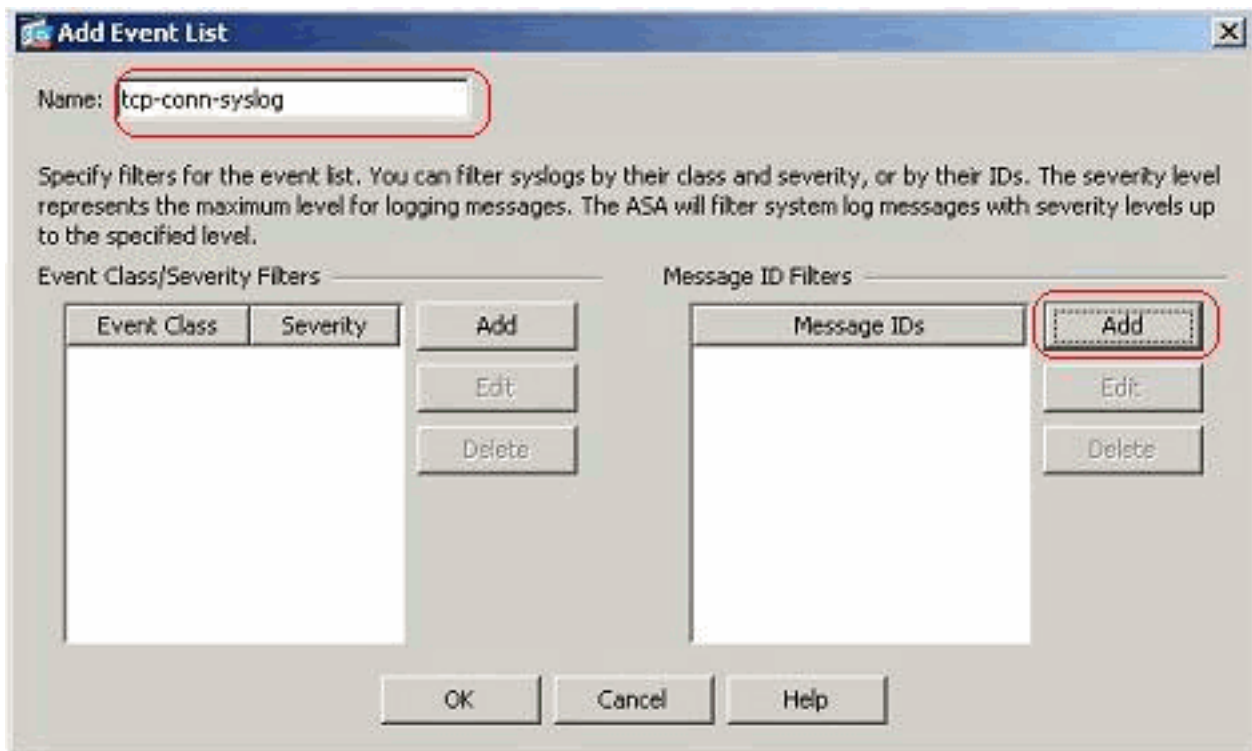 Add Event List
Name: tcp-conn-syslog
Specify filters for the event list. You can filter syslogs by their class and severity, or by their IDs. The severity level
represents the maximum level for logging messages. The ASA will filter system log messages with severity levels up
to the specified level.
Event Class/Severity Filters
Event Class Severity
Add
Edit
Delete
Message ID Filters
Message IDs
Add
Edit
Delete
OK Cancel Help